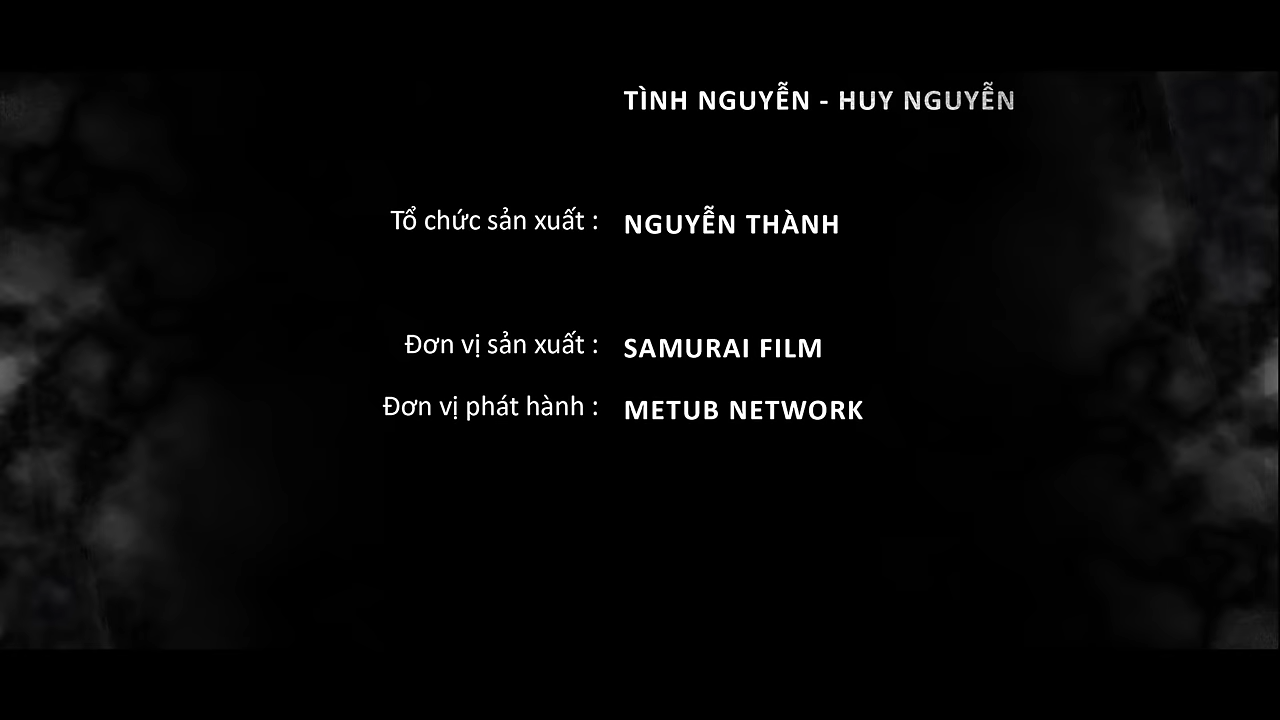 TÌNH NGUYỄN - HUY NGUYỄN
Tổ chức sản xuất : NGUYỄN THÀNH
Đơn vị sản xuất : SAMURAI FILM
Đơn vị phát hành : METUB NETWORK